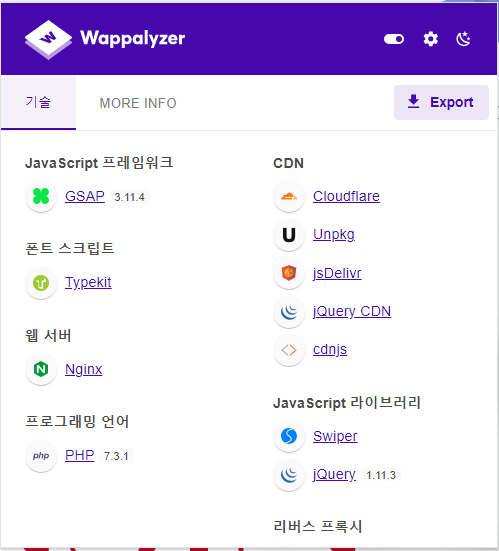 Wappalyzer
기술
MORE INFO
Export
JavaScript 프레임워크
GSAP 3.11.4
폰트 스크립트
Typekit
웹 서버
Nginx
프로그래밍 언어
php PHP 7.3.1
CDN
Cloudflare
Unpkg
jsDelivr
jQuery CDN
cdnjs
JavaScript 라이브러리
Swiper
jQuery 1.11.3
리버스 프록시